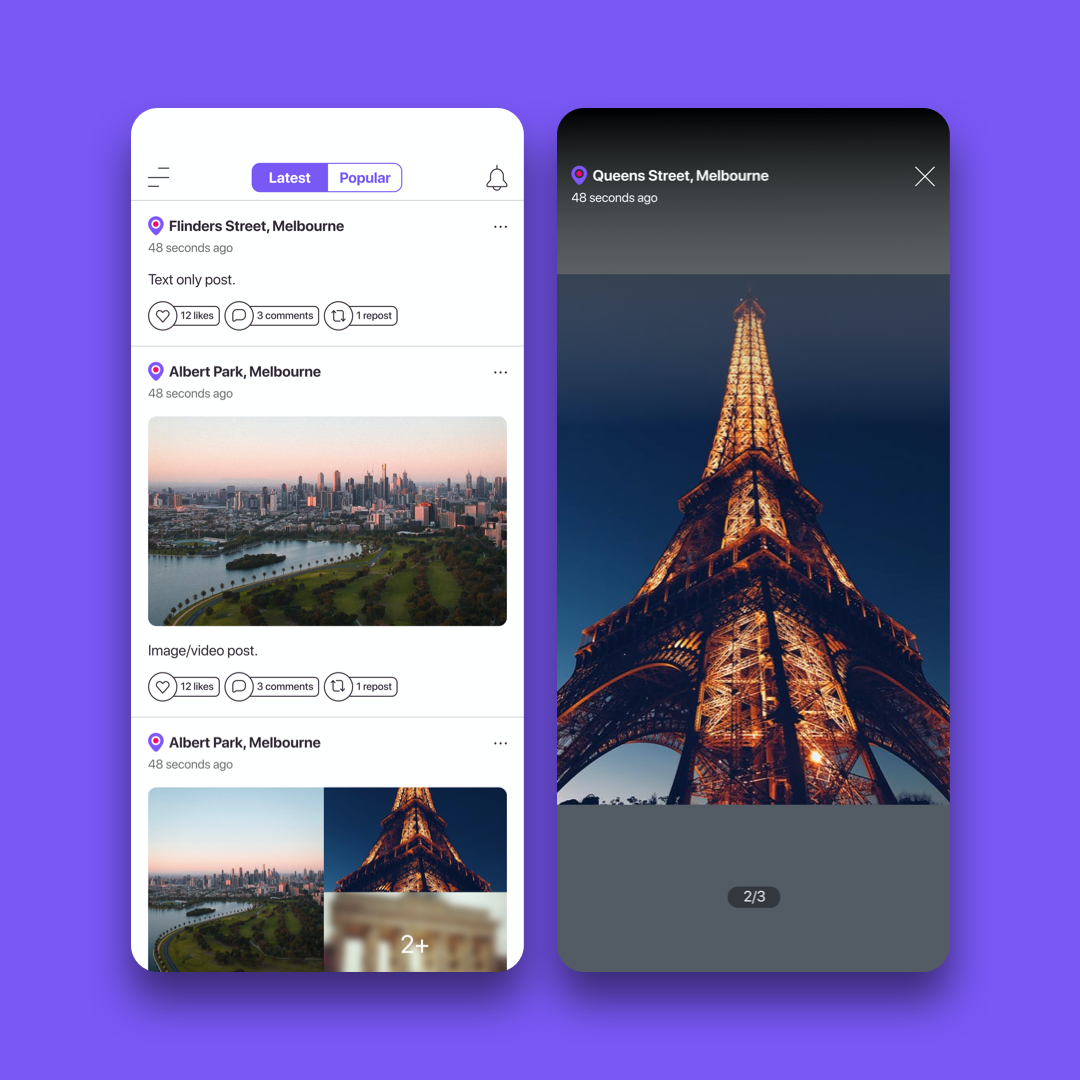 Latest Popular
Flinders Street, Melbourne
48 seconds ago
Text only post.
12 likes 3 comments 1 repost
Albert Park, Melbourne
48 seconds ago
Image/video post.
12 likes 3 comments 1 repost
Albert Park, Melbourne
48 seconds ago
2+
Queens Street, Melbourne
48 seconds ago
2/3